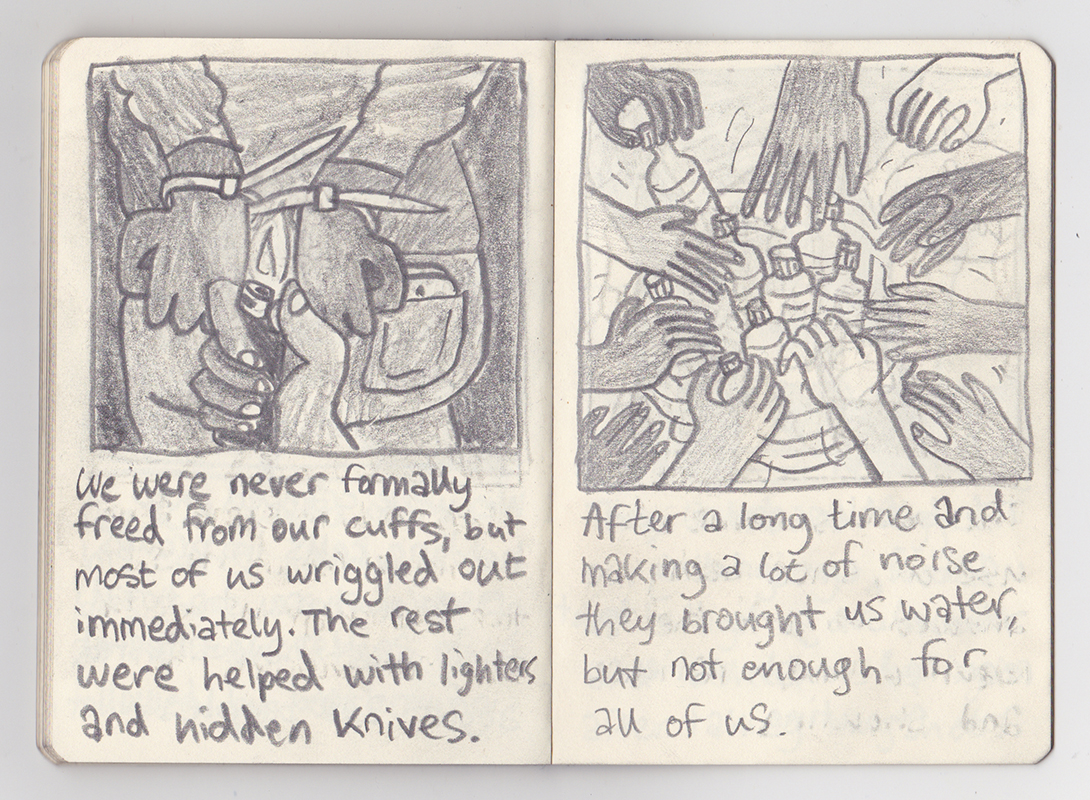 We were never formally
freed from our cuffs, but
most of us wriggled out
immediately. The rest
were helped with lighters
and hidden knives.
After a long time and
making a lot of noise
they brought us water,
but not enough for
all of us.